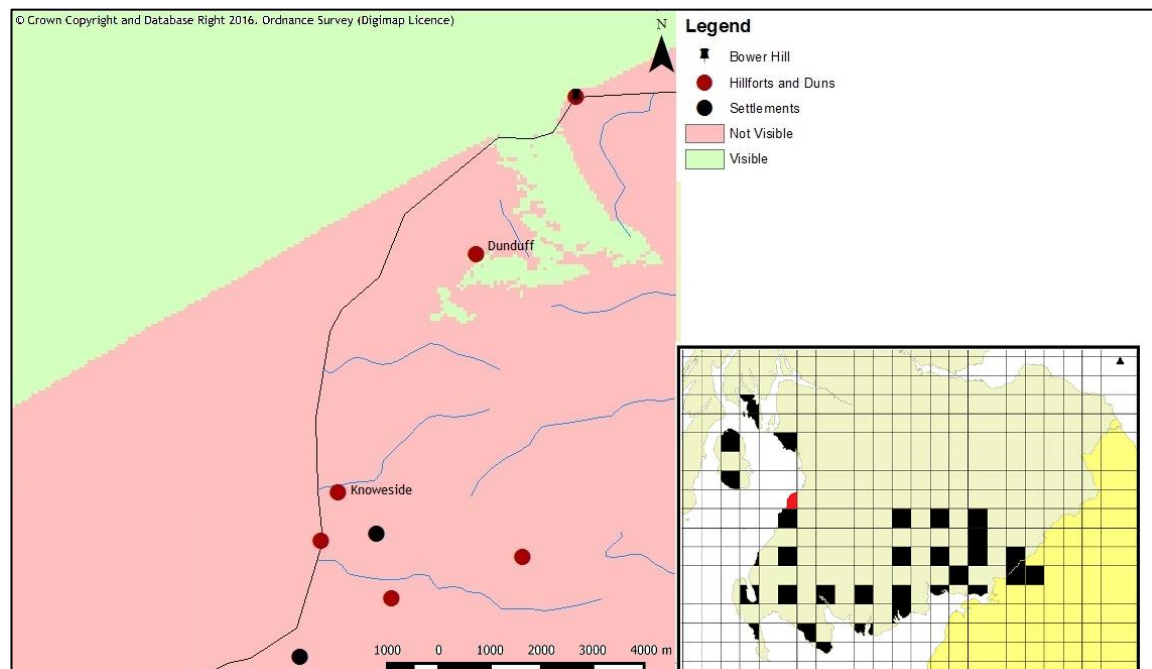 © Crown Copyright and Database Right 2016. Ordnance Survey (Digimap Licence)
N
Legend
Bower Hill
Hillforts and Duns
Settlements
Not Visible
Visible
Dunduff
Knoweside
1000 0 1000 2000 3000 4000 m